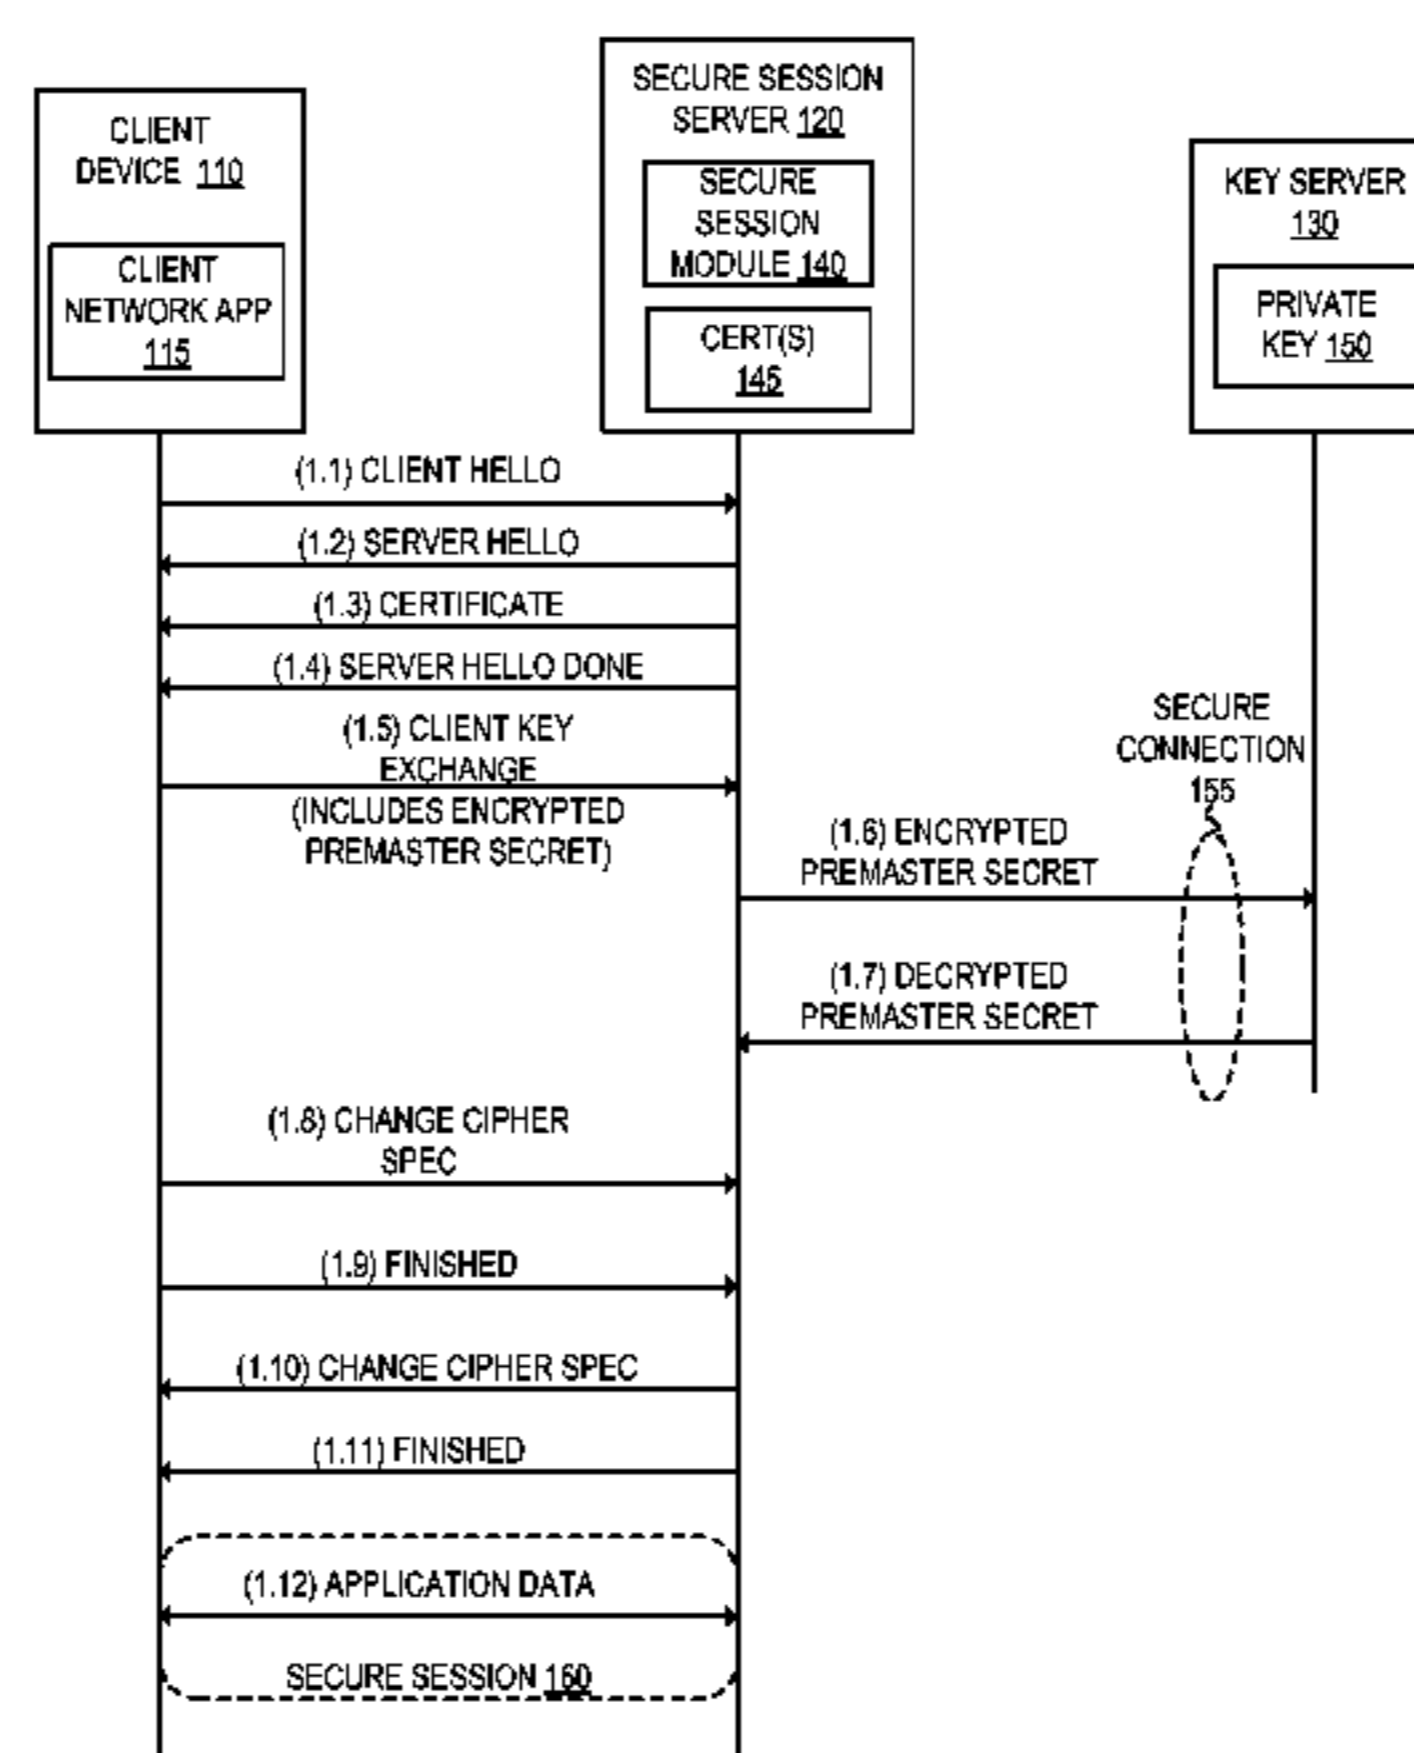 CLIENT
DEVICE 110
CLIENT
NETWORK APP
115
SECURE SESSION
SERVER 120
SECURE
SESSION
MODULE 140
CERT(S)
145
KEY SERVER
130
PRIVATE
KEY 150
(1.1) CLIENT HELLO
(1.2) SERVER HELLO
(1.3) CERTIFICATE
(1.4) SERVER HELLO DONE
(1.5) CLIENT KEY
EXCHANGE
(INCLUDES ENCRYPTED
PREMASTER SECRET)
SECURE
CONNECTION
155
(1.6) ENCRYPTED
PREMASTER SECRET
(1.7) DECRYPTED
PREMASTER SECRET
(1.8) CHANGE CIPHER
SPEC
(1.9) FINISHED
(1.10) CHANGE CIPHER SPEC
(1.11) FINISHED
(1.12) APPLICATION DATA
SECURE SESSION 160